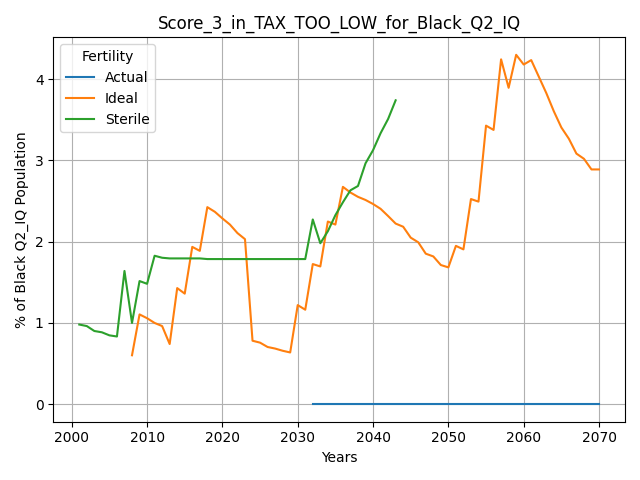 Score_3_in_TAX_TOO_LOW_for_Black_Q2_IQ
Fertility
Actual
Ideal
Sterile
% of Black Q2_IQ Population
4
3
2
1
0
2000 2010 2020 2030 2040 2050 2060 2070
Years